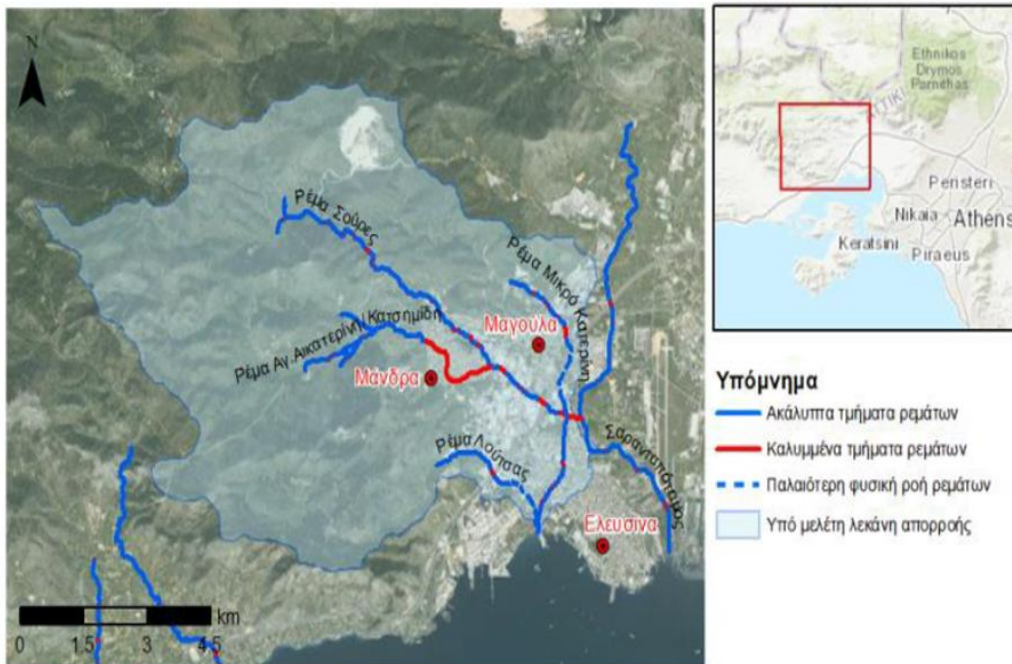 N
Ρέμα Σούρες
Ρέμα Μικρό Κατερίνη
Μαγούλα
Ρέμα Αγ. Αικατερίνη/Κατσιμίδη
Μάνδρα
Ρέμα Λούτσας
Σαρανταπόταμος
Ελευσινα
km
0 1.5 3 4.5
Ethnikos
Drymos
Parnithas
ATTIKI
Peristeri
Nikaia
Athens
Keratsini
Piraeus
Υπόμνημα
Ακάλυπτα τμήματα ρεμάτων
Καλυμμένα τμήματα ρεμάτων
Παλαιότερη φυσική ροή ρεμάτων
Υπό μελέτη λεκάνη απορροής